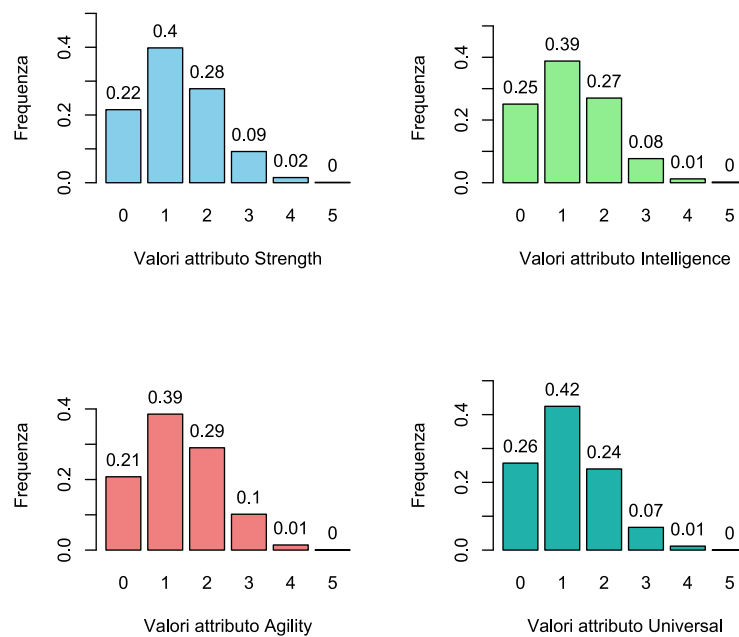 Frequenza
0.0 0.2 0.4
0.22 0.4 0.28 0.09 0.02 0
0 1 2 3 4 5
Valori attributo Strength
Frequenza
0.0 0.2 0.4
0.25 0.39 0.27 0.08 0.01 0
0 1 2 3 4 5
Valori attributo Intelligence
Frequenza
0.0 0.2 0.4
0.21 0.39 0.29 0.1 0.01 0
0 1 2 3 4 5
Valori attributo Agility
Frequenza
0.0 0.2 0.4
0.26 0.42 0.24 0.07 0.01 0
0 1 2 3 4 5
Valori attributo Universal